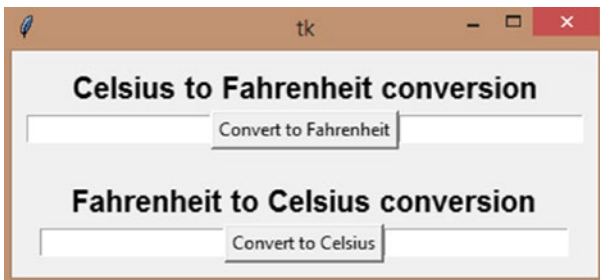 tk
Celsius to Fahrenheit conversion
Convert to Fahrenheit
Fahrenheit to Celsius conversion
Convert to Celsius